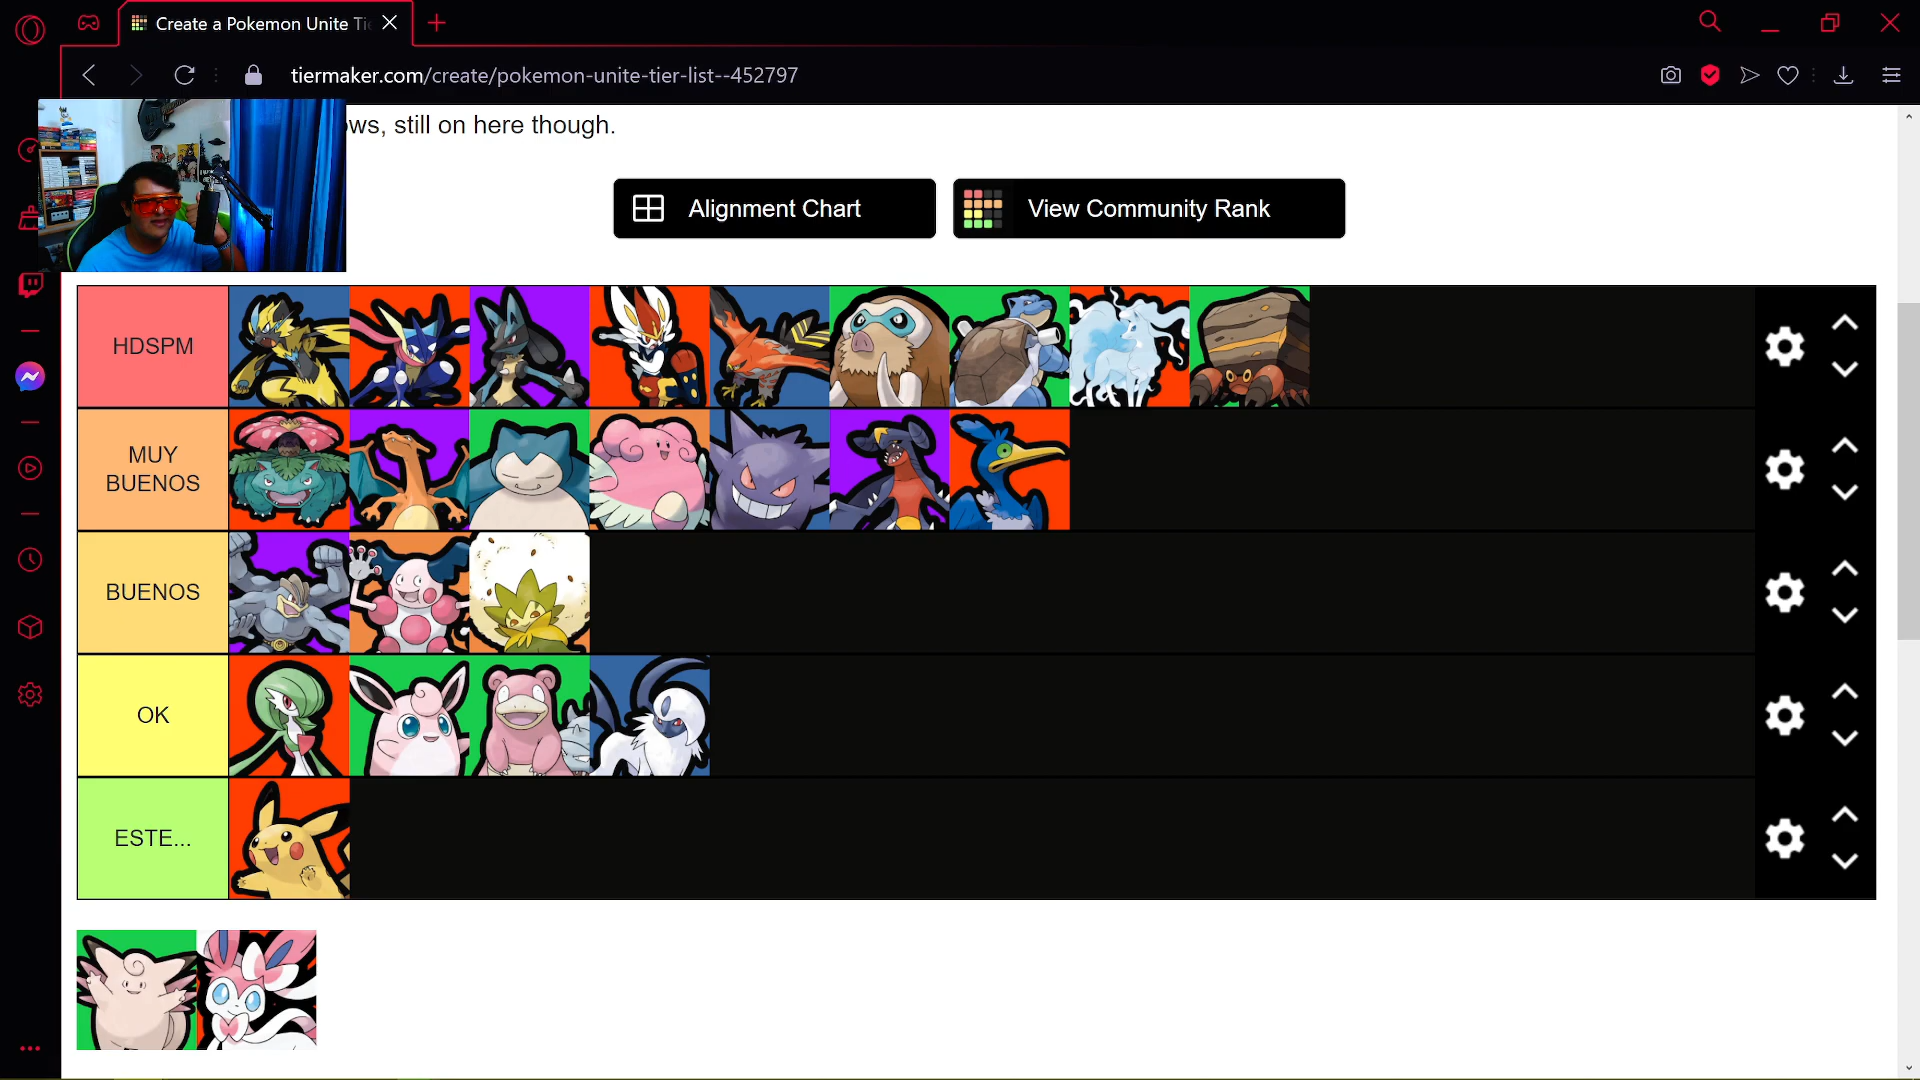 Create a Pokemon Unite Ti
tiermaker.com/create/pokemon-unite-tier-list--452797
ows, still on here though.
Alignment Chart
View Community Rank
HDSPM
MUY
BUENOS
BUENOS
OK
ESTE...